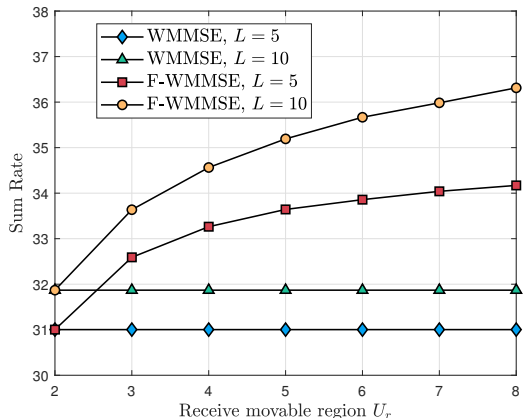 38
37
36
35
34
33
32
31
30
Sum Rate
WMMSE, L = 5
WMMSE, L = 10
F-WMMSE, L = 5
F-WMMSE, L = 10
2 3 4 5 6 7 8
Receive movable region U_r